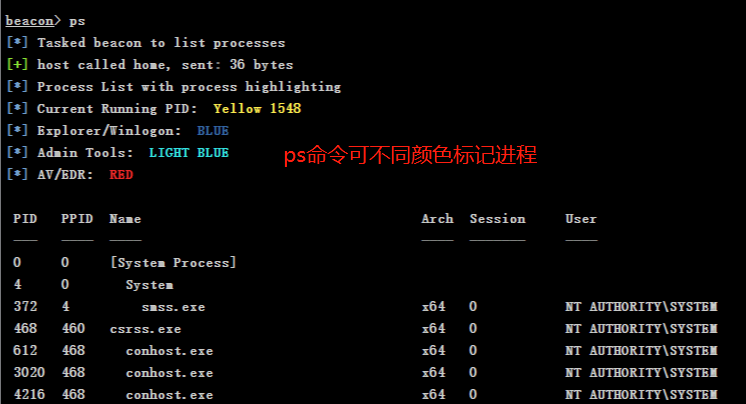 beacon> ps
[*] Tasked beacon to list processes
[+] host called home, sent: 36 bytes
[*] Process List with process highlighting
[*] Current Running PID: Yellow 1548
[*] Explorer/Winlogon: BLUE
[*] Admin Tools: LIGHT BLUE
ps命令可不同颜色标记进程
[*] AV/EDR: RED
PID PPID Name Arch Session User
--- ---- ---- ---- ------- ----
0 0 [System Process]
4 0 System
372 4 smss.exe x64 0 NT AUTHORITY\SYSTEM
468 460 csrss.exe x64 0 NT AUTHORITY\SYSTEM
612 468 conhost.exe x64 0 NT AUTHORITY\SYSTEM
3020 468 conhost.exe x64 0 NT AUTHORITY\SYSTEM
4216 468 conhost.exe x64 0 NT AUTHORITY\SYSTEM